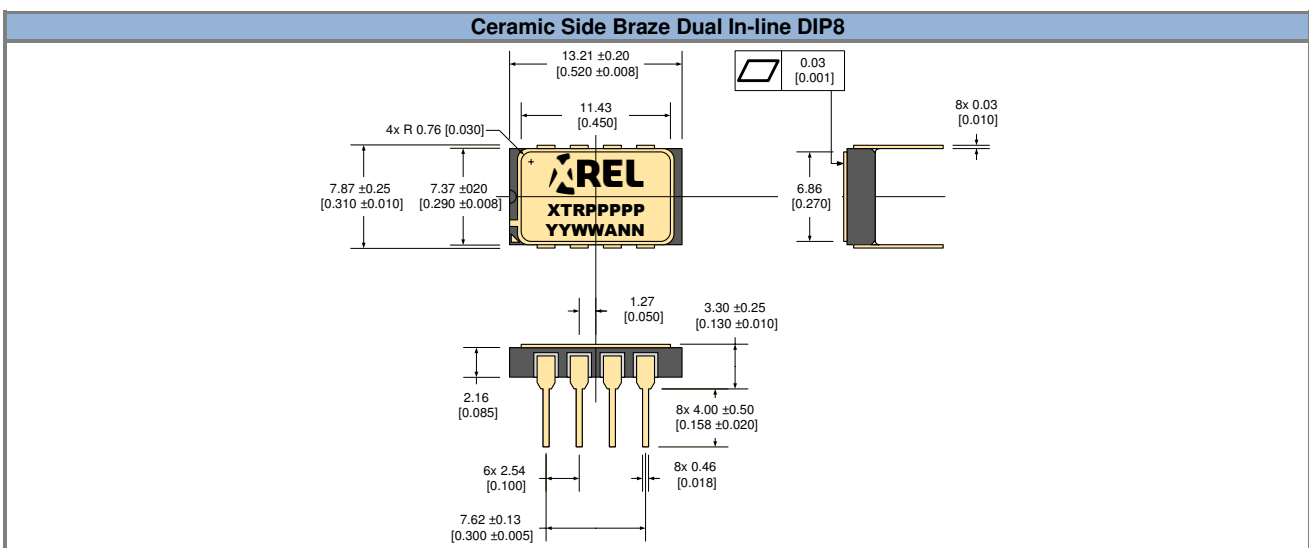 Ceramic Side Braze Dual In-line DIP8
13.21 ±0.20
[0.520 ±0.008]
0.03
[0.001]
11.43
[0.450]
8x 0.03
[0.010]
4x R 0.76 [0.030]
7.87 ±0.25
[0.310 ±0.010]
7.37 ±020
[0.290 ±0.008]
XREL
XTRPPPPP
YYWWANN
6.86
[0.270]
1.27
[0.050]
3.30 ±0.25
[0.130 ±0.010]
2.16
[0.085]
8x 4.00 ±0.50
[0.158 ±0.020]
6x 2.54
[0.100]
8x 0.46
[0.018]
7.62 ±0.13
[0.300 ±0.005]